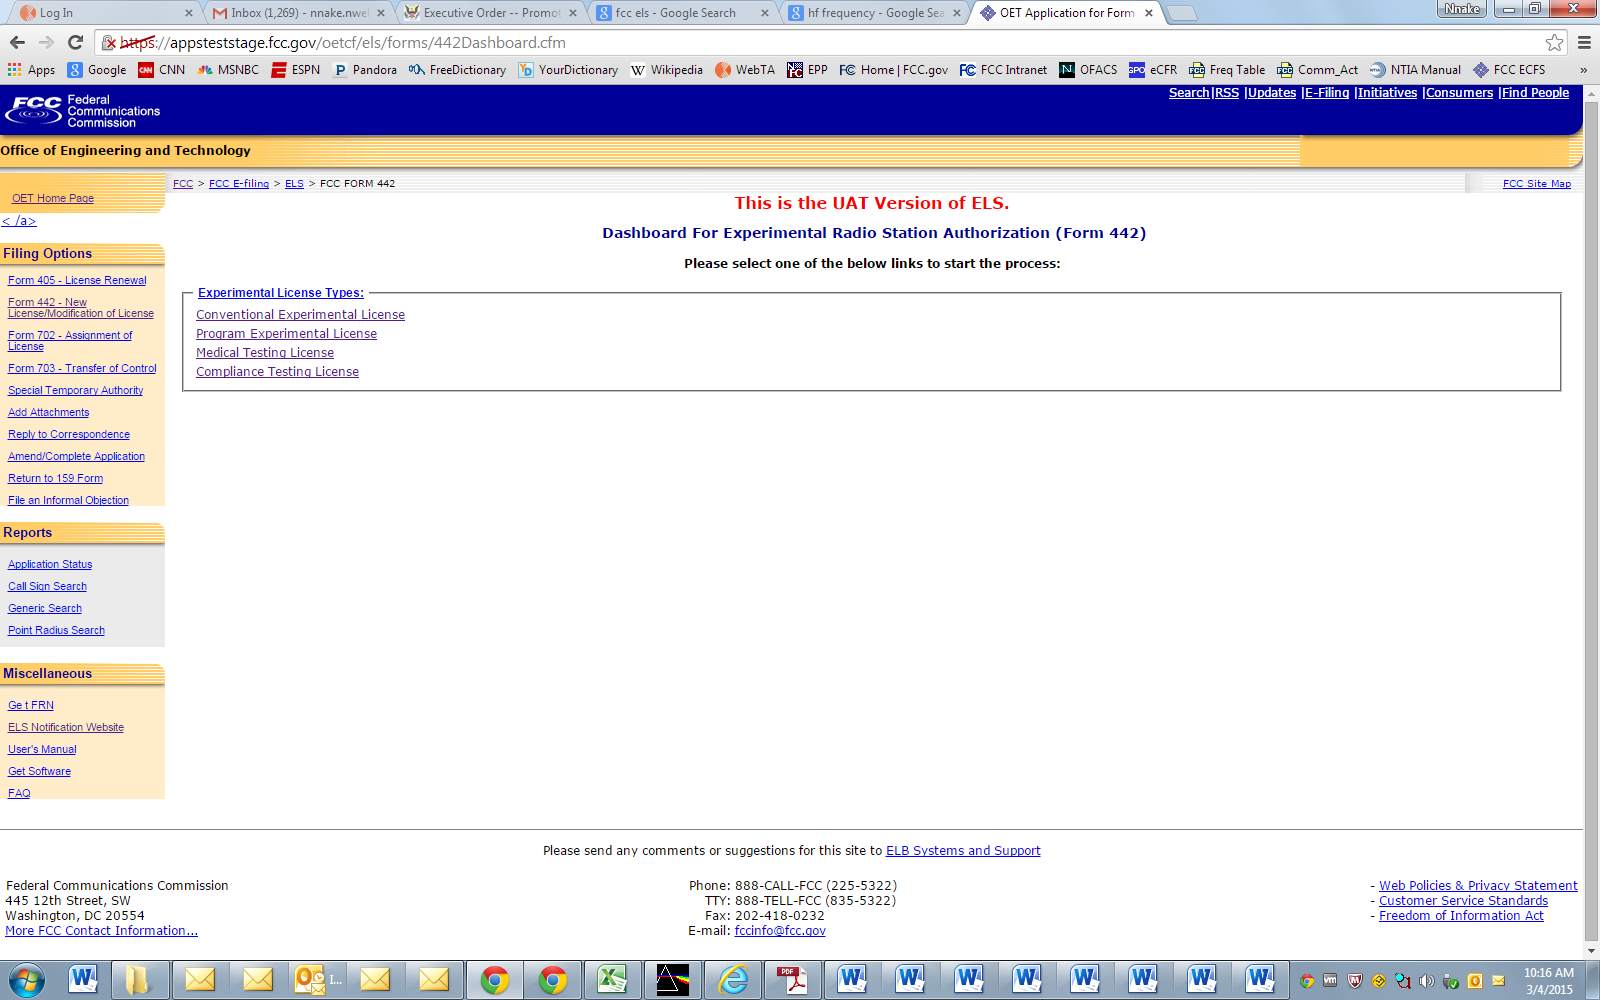 Log In
Inbox (1,269) - nnake.nwel
Executive Order -- Promot
fcc els - Google Search
hf frequency - Google Sea
OET Application for Form
Nnake
https://appsteststage.fcc.gov/oetcf/els/forms/442Dashboard.cfm
Apps Google CNN MSNBC ESPN Pandora FreeDictionary YourDictionary Wikipedia WebTA EPP Home | FCC.gov FCC Intranet OFACS eCFR Freq Table Comm_Act NTIA Manual FCC ECFS »
Search|RSS |Updates |E-Filing |Initiatives |Consumers |Find People
FCC Federal
Communications
Commission
Office of Engineering and Technology
FCC > FCC E-filing > ELS > FCC FORM 442
FCC Site Map
OET Home Page
< /a>
This is the UAT Version of ELS.
Dashboard For Experimental Radio Station Authorization (Form 442)
Please select one of the below links to start the process:
Experimental License Types:
Conventional Experimental License
Program Experimental License
Medical Testing License
Compliance Testing License
Filing Options
Form 405 - License Renewal
Form 442 - New
License/Modification of License
Form 702 - Assignment of
License
Form 703 - Transfer of Control
Special Temporary Authority
Add Attachments
Reply to Correspondence
Amend/Complete Application
Return to 159 Form
File an Informal Objection
Reports
Application Status
Call Sign Search
Generic Search
Point Radius Search
Miscellaneous
Ge t FRN
ELS Notification Website
User's Manual
Get Software
FAQ
Please send any comments or suggestions for this site to ELB Systems and Support
Federal Communications Commission
445 12th Street, SW
Washington, DC 20554
More FCC Contact Information...
Phone: 888-CALL-FCC (225-5322)
TTY: 888-TELL-FCC (835-5322)
Fax: 202-418-0232
E-mail: fccinfo@fcc.gov
- Web Policies & Privacy Statement
- Customer Service Standards
- Freedom of Information Act
I...
10:16 AM
3/4/2015